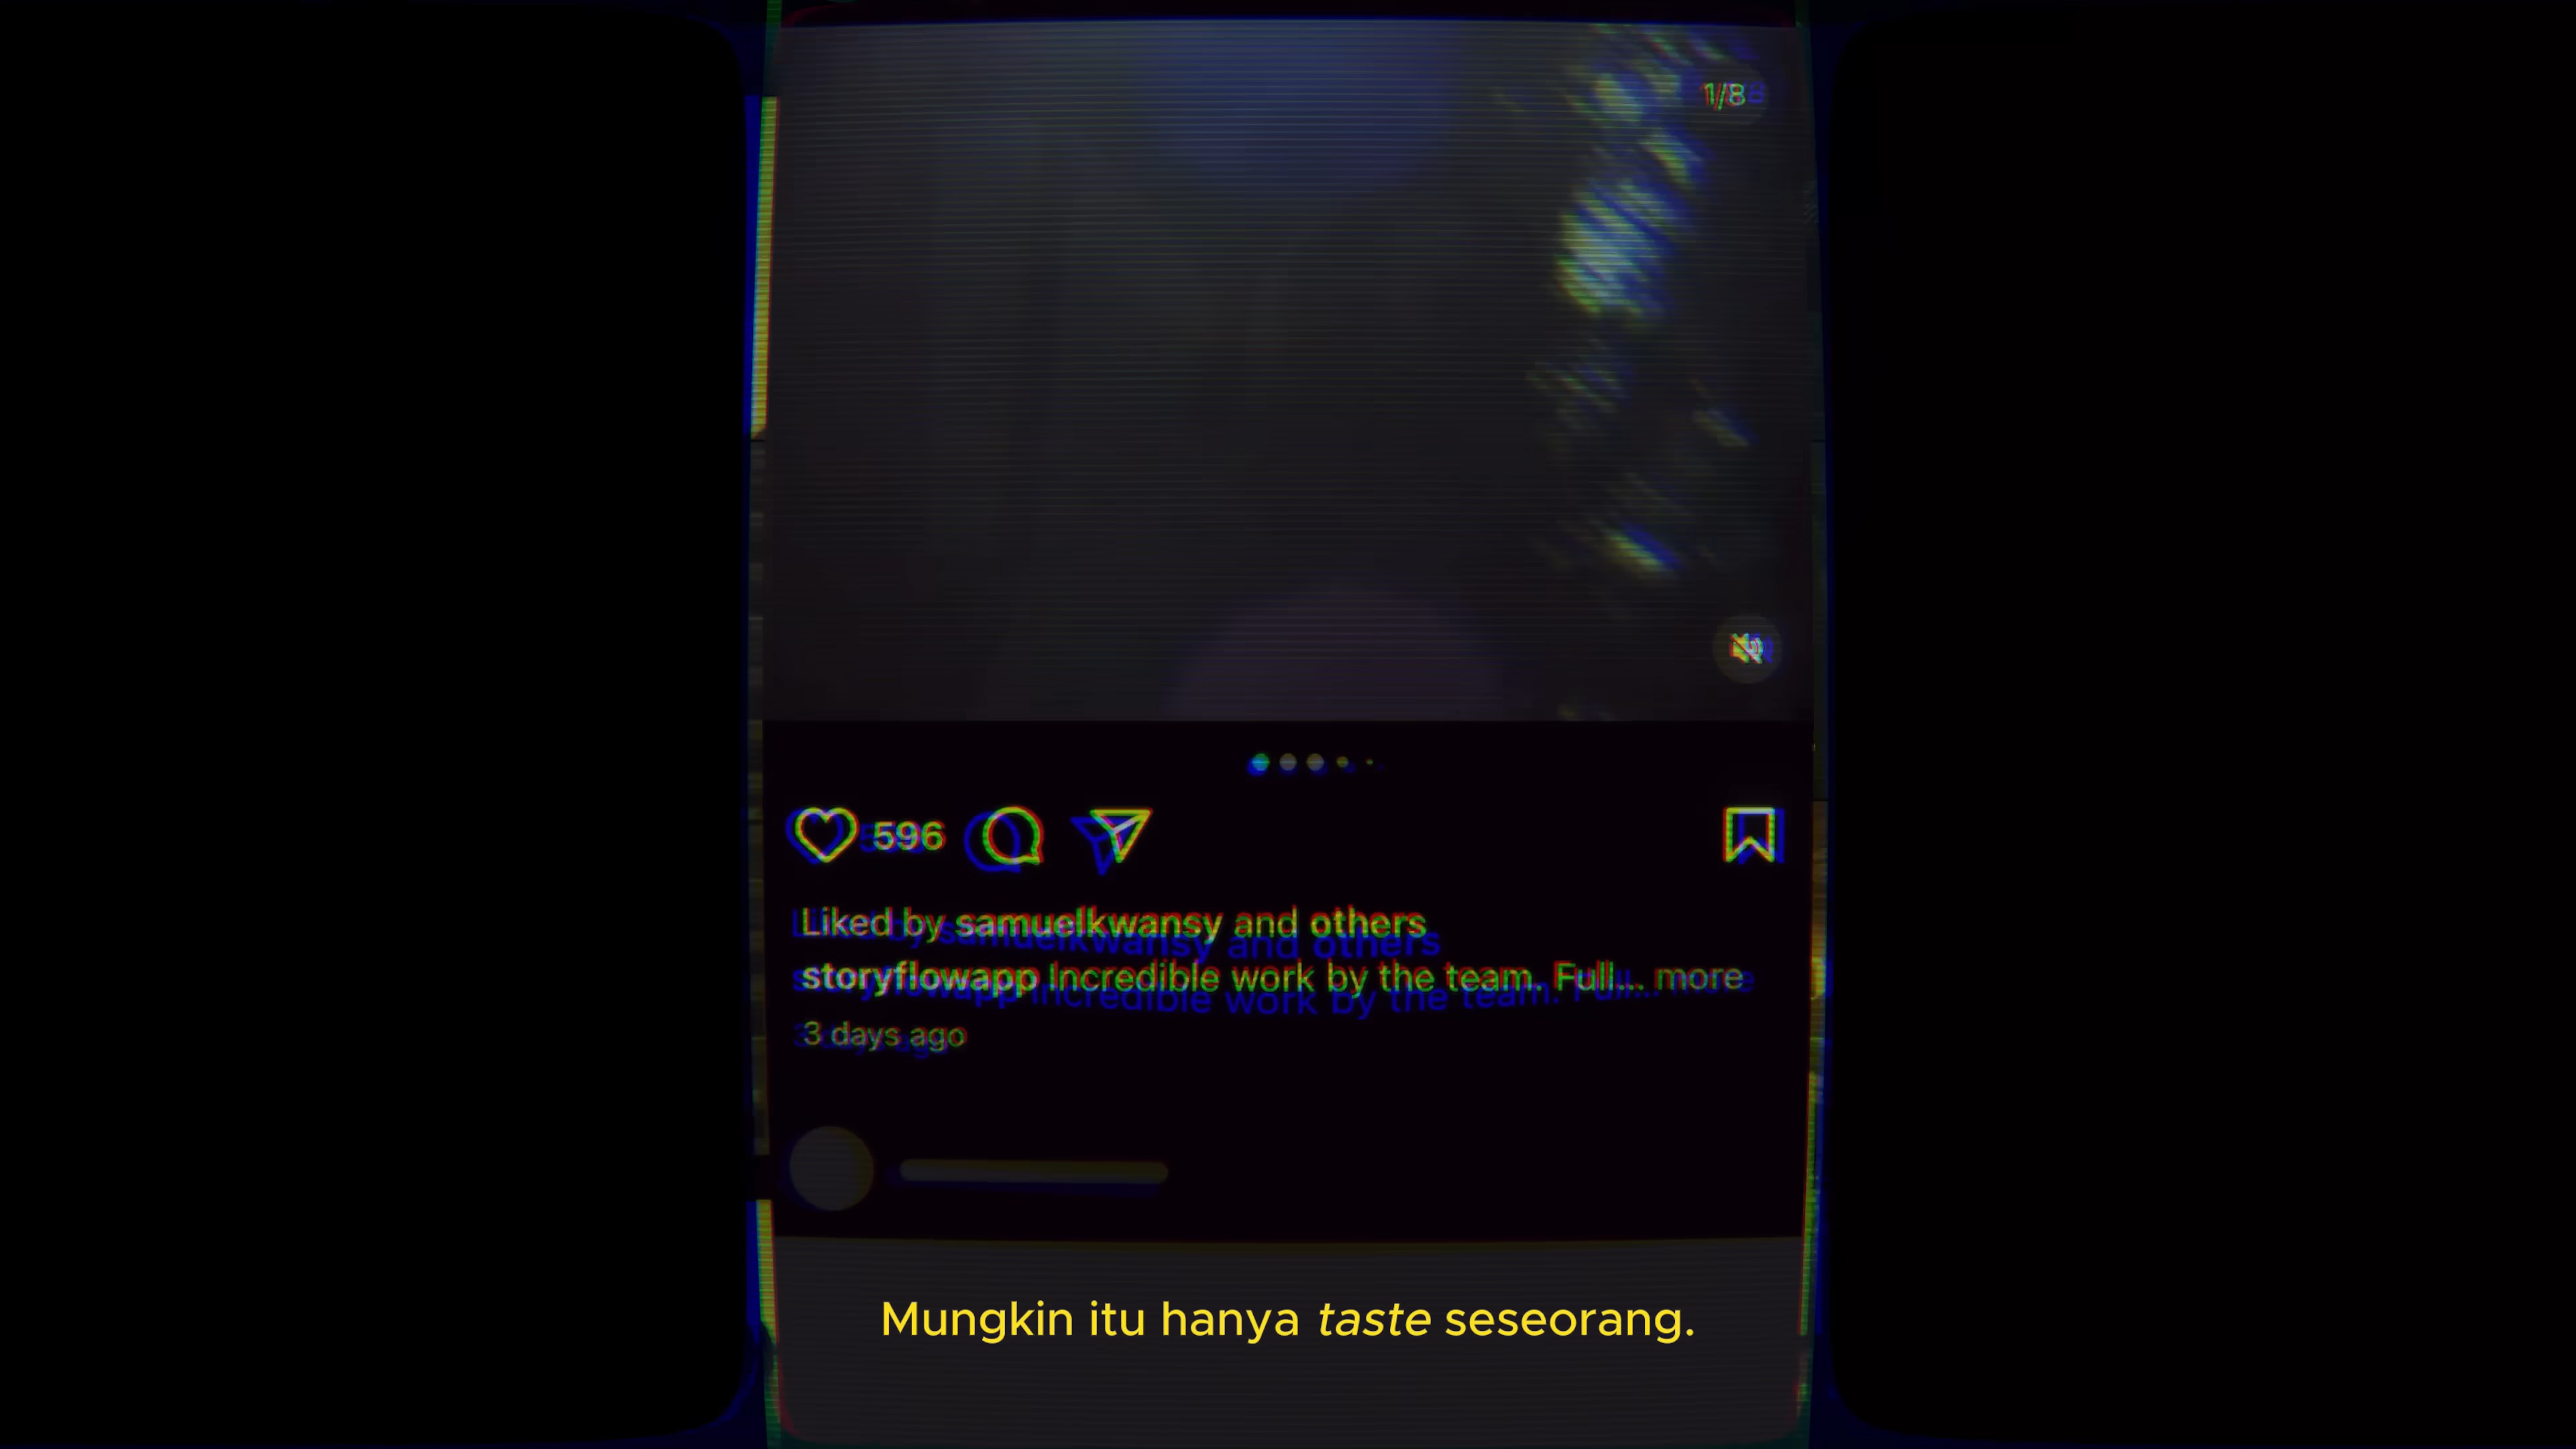 1/8
596
Liked by samuelkwansy and others
storyflowapp Incredible work by the team. Full... more
3 days ago
Mungkin itu hanya taste seseorang.